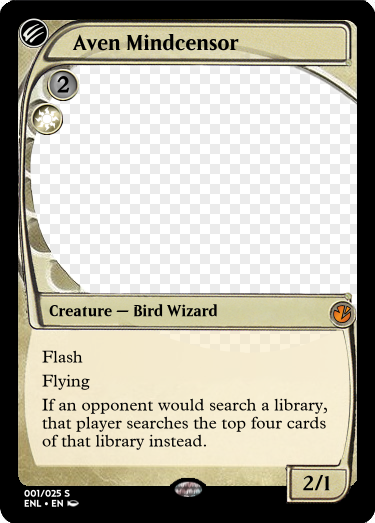 Aven Mindcensor
2
Creature — Bird Wizard
Flash
Flying
If an opponent would search a library,
that player searches the top four cards
of that library instead.
2/1
001/025 S
ENL • EN